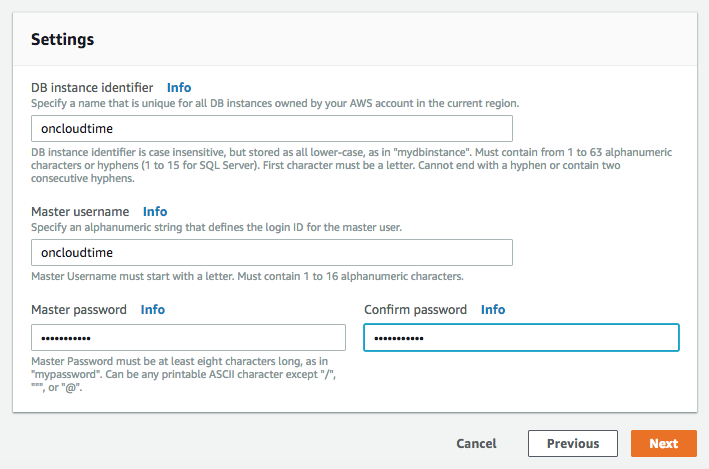 Settings
DB instance identifier Info
Specify a name that is unique for all DB instances owned by your AWS account in the current region.
oncloudtime
DB instance identifier is case insensitive, but stored as all lower-case, as in "mydbinstance". Must contain from 1 to 63 alphanumeric
characters or hyphens (1 to 15 for SQL Server). First character must be a letter. Cannot end with a hyphen or contain two
consecutive hyphens.
Master username Info
Specify an alphanumeric string that defines the login ID for the master user.
oncloudtime
Master Username must start with a letter. Must contain 1 to 16 alphanumeric characters.
Master password Info Confirm password Info
••••••••••• •••••••••••
Master Password must be at least eight characters long, as in
"mypassword". Can be any printable ASCII character except "/",
""", or "@".
Cancel Previous Next